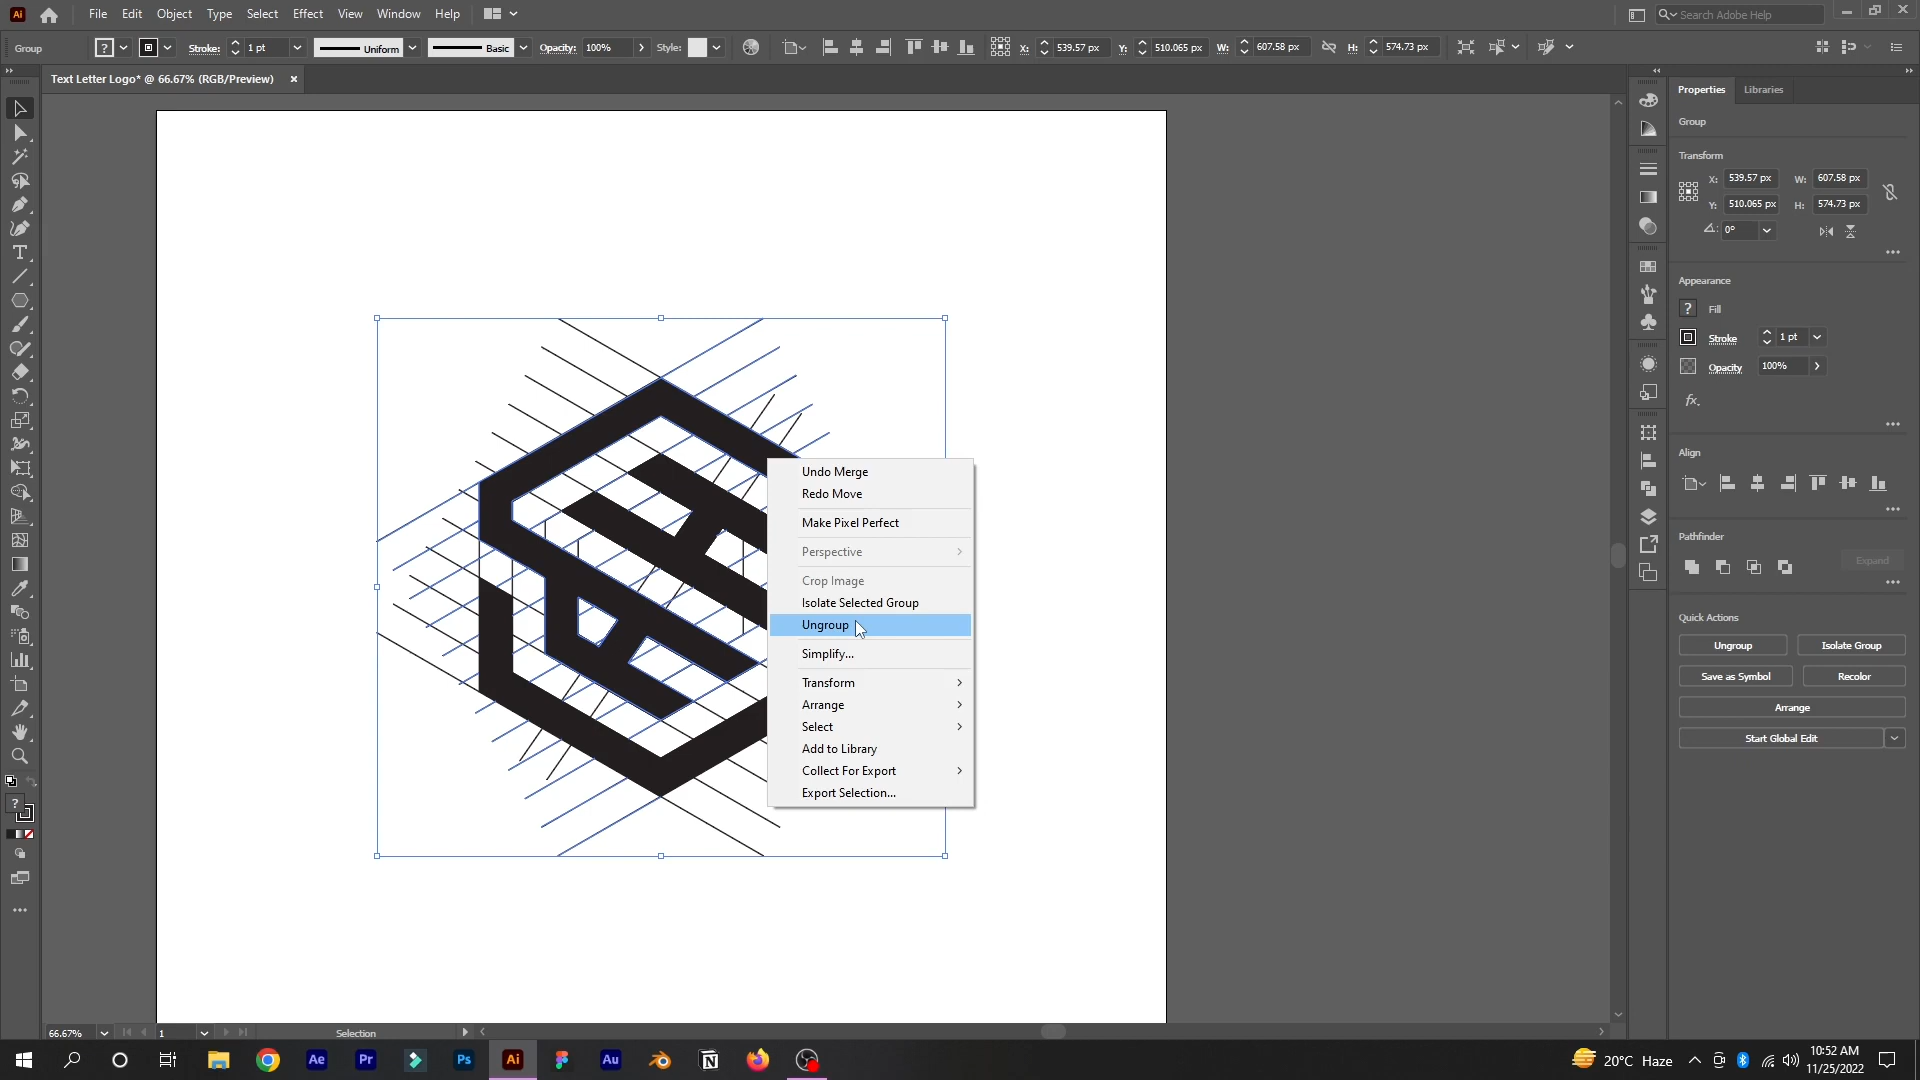 Ai File Edit Object Type Select Effect View Window Help Search Adobe Help
Group ? Stroke: 1 pt Uniform Basic Opacity: 100% Style: X: 539.57 px Y: 510.065 px W: 607.58 px H: 574.73 px
Text Letter Logo* @ 66.67% (RGB/Preview) ×
Properties Libraries
Group
Transform
X: 539.57 px W: 607.58 px
Y: 510.065 px H: 574.73 px
0°
Appearance
? Fill
Stroke 1 pt
Opacity 100%
fx.
Align
Pathfinder
Expand
Quick Actions
Ungroup Isolate Group
Save as Symbol Recolor
Arrange
Start Global Edit
Undo Merge
Redo Move
Make Pixel Perfect
Perspective
Crop Image
Isolate Selected Group
Ungroup
Simplify...
Transform
Arrange
Select
Add to Library
Collect For Export
Export Selection...
T
?
66.67% 1 Selection
Ae Pr Ps Ai Au N 20°C Haze
10:52 AM
11/25/2022